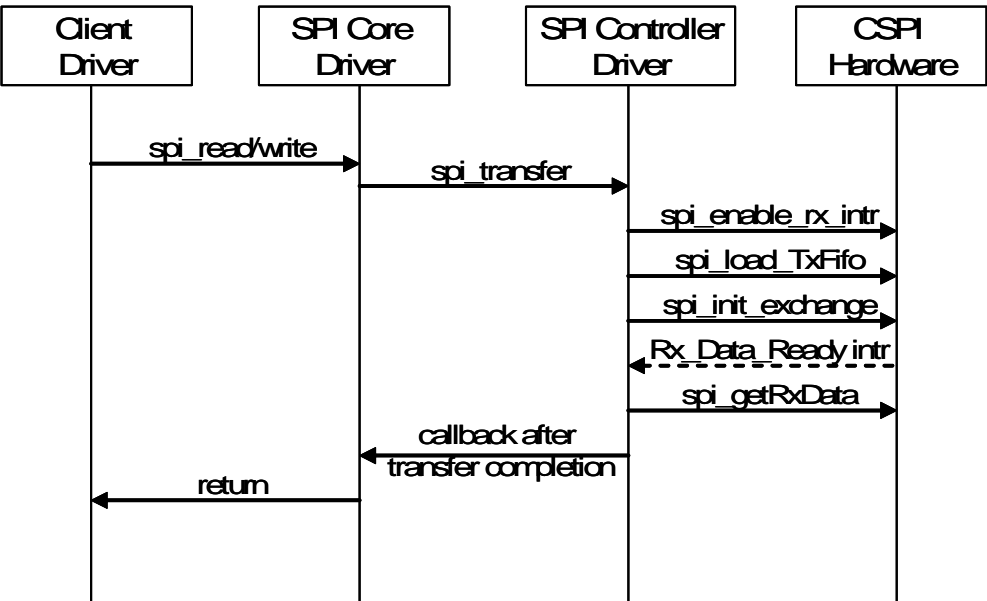 Client
Driver
SPI Core
Driver
SPI Controller
Driver
CSPI
Hardware
spi_read/write
spi_transfer
spi_enable_rx_intr
spi_load_TxFifo
spi_init_exchange
Rx_Data_Ready intr
spi_getRxData
callback after
transfer completion
return